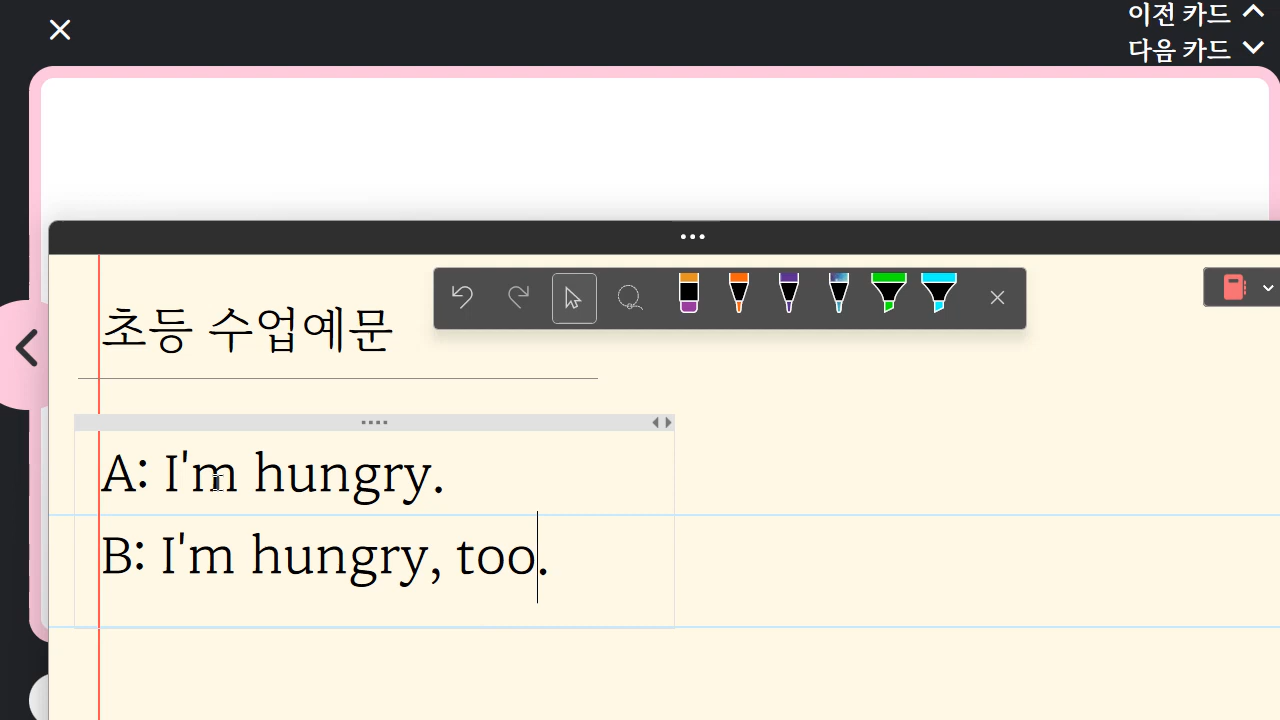 이전 카드
다음 카드
초등 수업예문
A: I'm hungry.
B: I'm hungry, too.